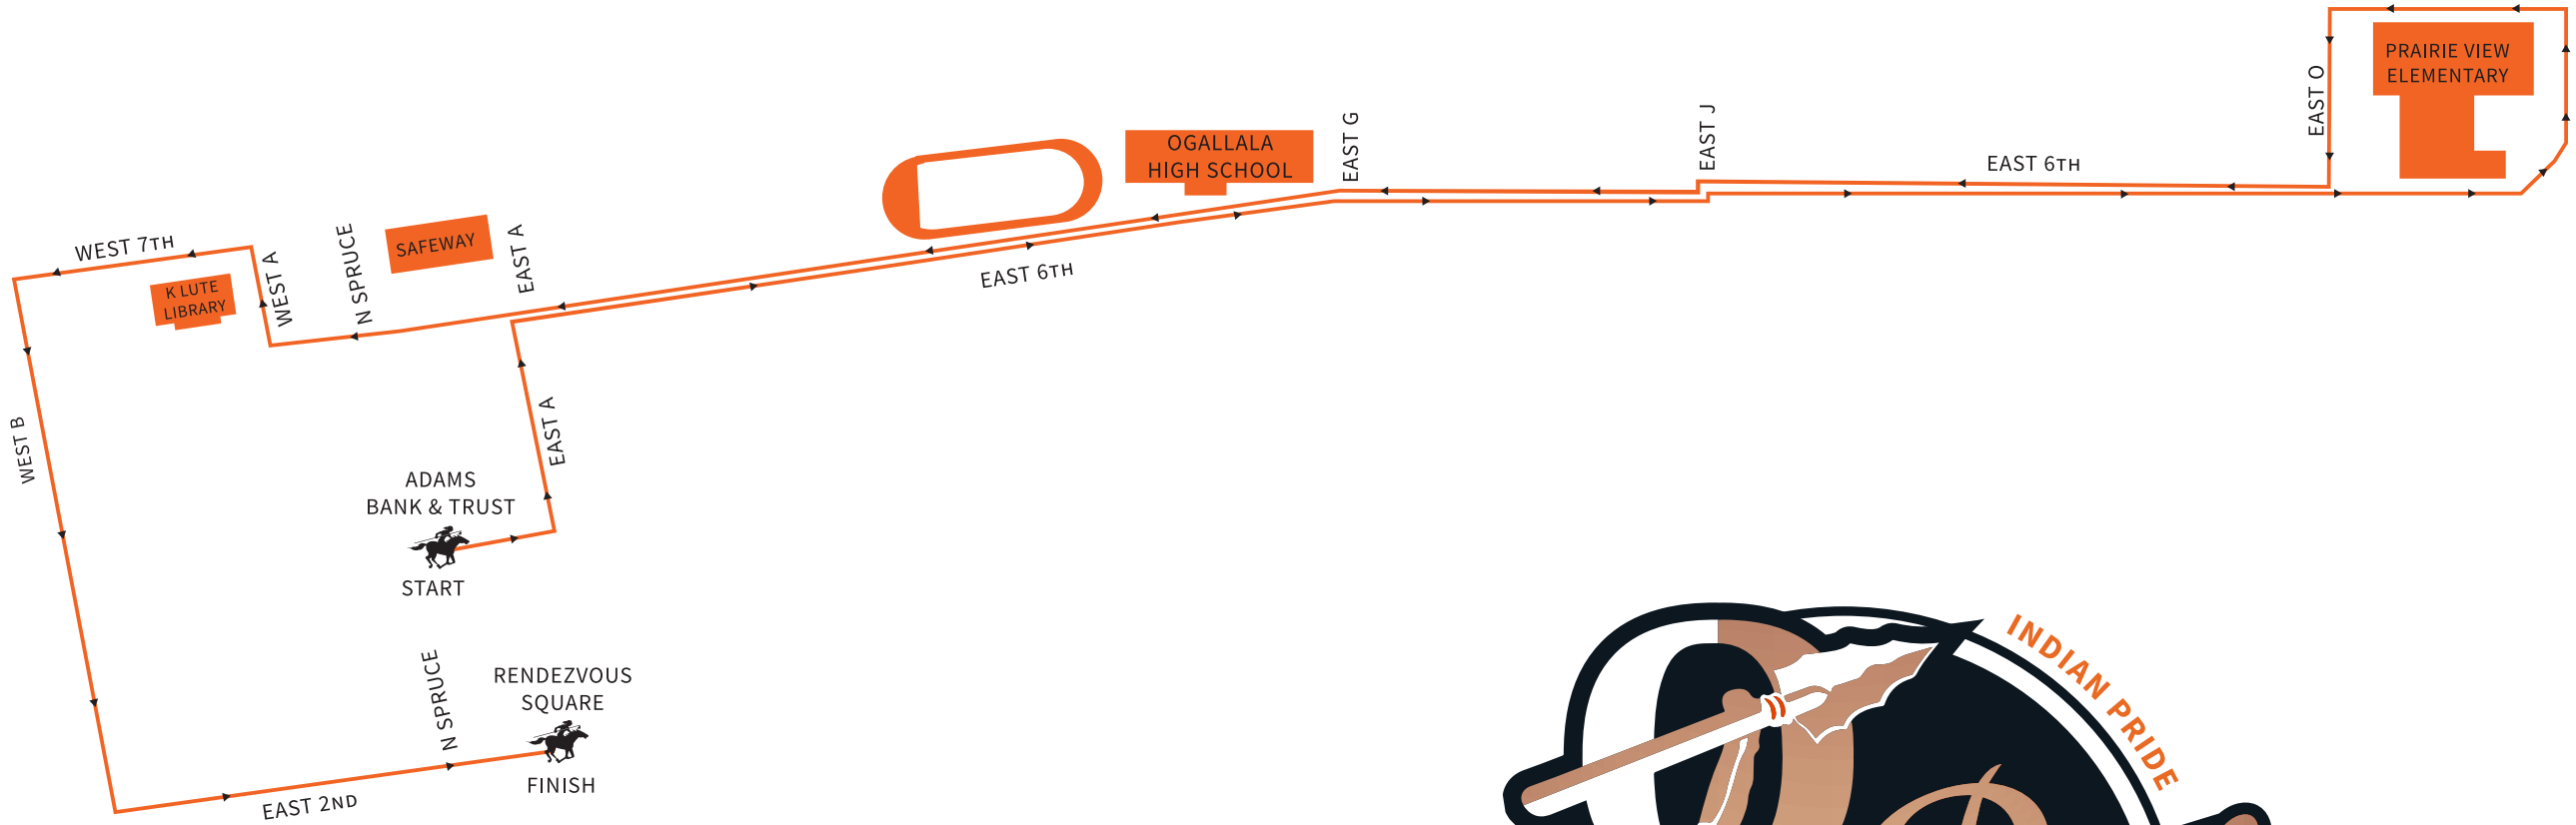 PRAIRIE VIEW
ELEMENTARY
EAST O
EAST J
EAST G
OGALLALA
HIGH SCHOOL
EAST 6TH
EAST 6TH
EAST A
SAFEWAY
N SPRUCE
WEST A
WEST 7TH
K LUTE
LIBRARY
WEST B
EAST A
ADAMS
BANK & TRUST
START
N SPRUCE
RENDEZVOUS
SQUARE
FINISH
EAST 2ND
INDIAN PRIDE